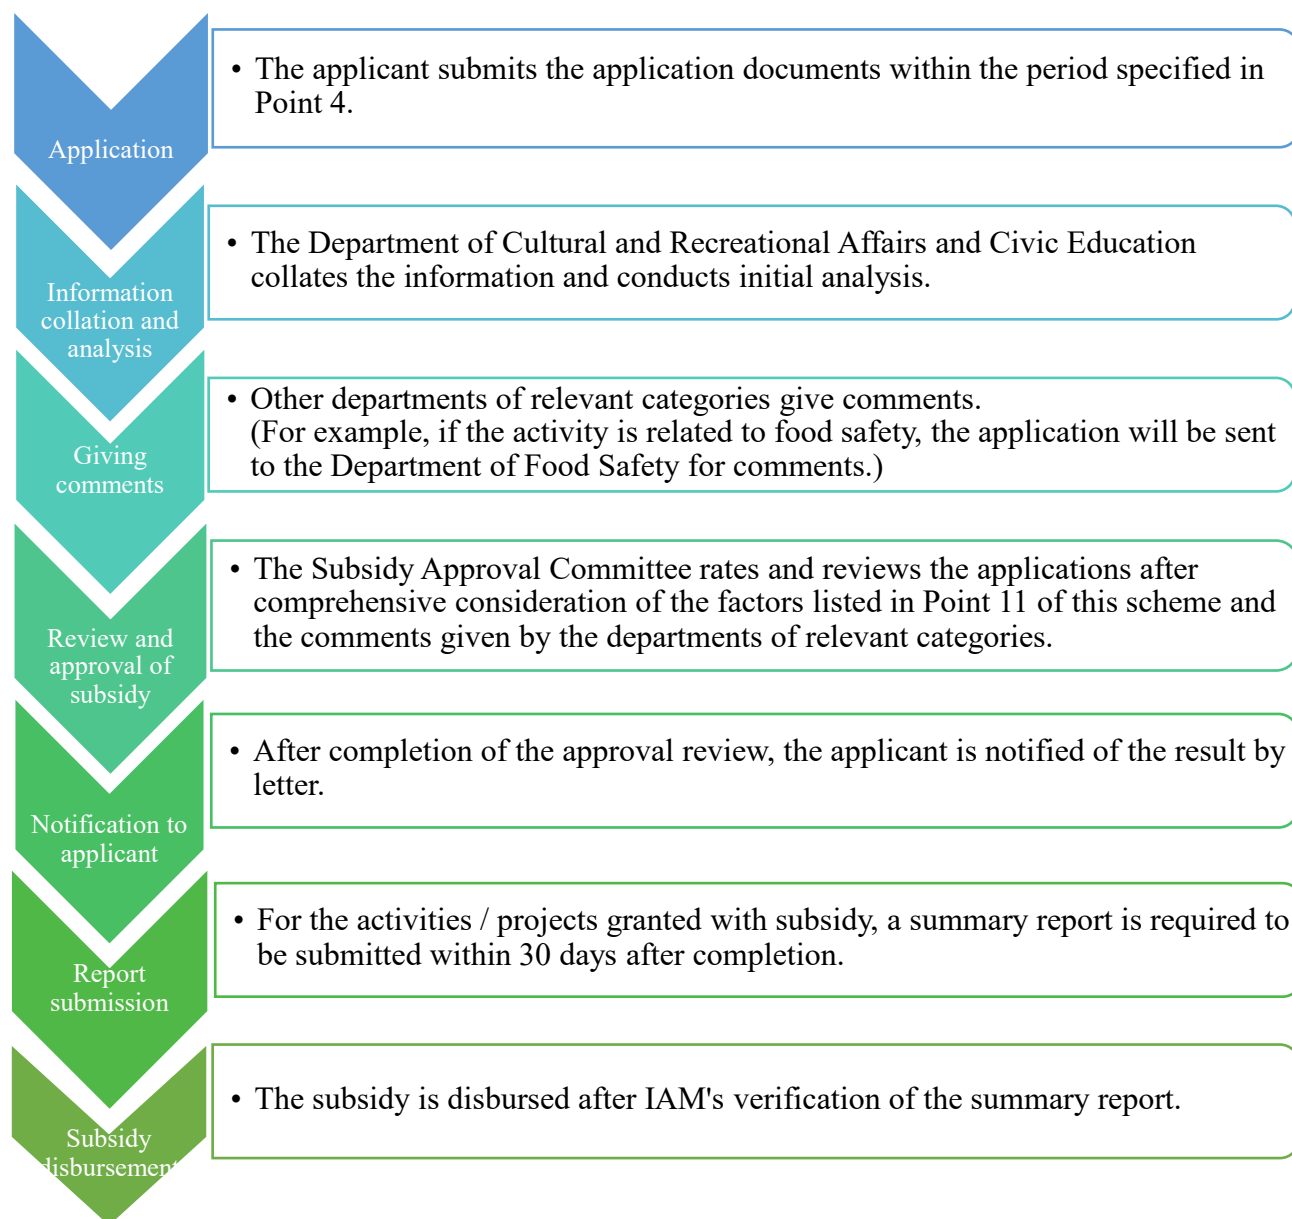 Application
• The applicant submits the application documents within the period specified in
Point 4.
Information
collation and
analysis
• The Department of Cultural and Recreational Affairs and Civic Education
collates the information and conducts initial analysis.
Giving
comments
• Other departments of relevant categories give comments.
(For example, if the activity is related to food safety, the application will be sent
to the Department of Food Safety for comments.)
Review and
approval of
subsidy
• The Subsidy Approval Committee rates and reviews the applications after
comprehensive consideration of the factors listed in Point 11 of this scheme and
the comments given by the departments of relevant categories.
Notification to
applicant
• After completion of the approval review, the applicant is notified of the result by
letter.
Report
submission
• For the activities / projects granted with subsidy, a summary report is required to
be submitted within 30 days after completion.
Subsidy
disbursement
• The subsidy is disbursed after IAM's verification of the summary report.